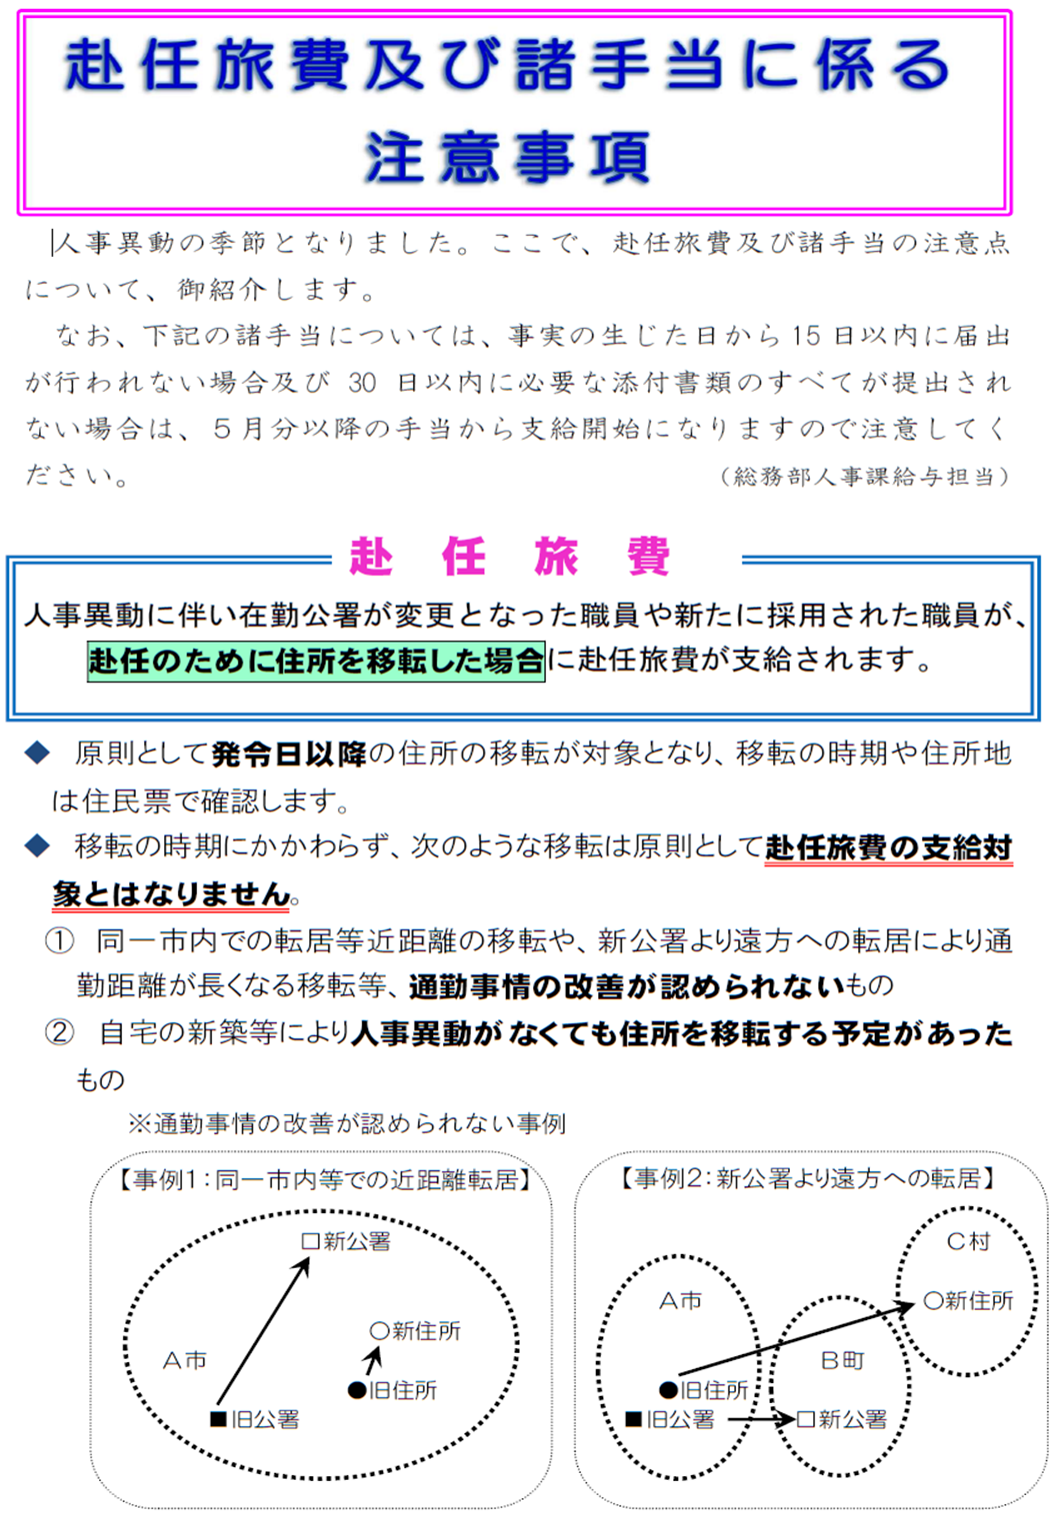 赴任旅費及び諸手当に係る
注意事項
人事異動の季節となりました。ここで、赴任旅費及び諸手当の注意点
について、御紹介します。
なお、下記の諸手当については、事実の生じた日から15日以内に届出
が行われない場合及び 30 日以内に必要な添付書類のすべてが提出され
ない場合は、５月分以降の手当から支給開始になりますので注意してく
ださい。 （総務部人事課給与担当）
赴 任 旅 費
人事異動に伴い在勤公署が変更となった職員や新たに採用された職員が、
赴任のために住所を移転した場合に赴任旅費が支給されます。
◆ 原則として発令日以降の住所の移転が対象となり、移転の時期や住所地
は住民票で確認します。
◆ 移転の時期にかかわらず、次のような移転は原則として赴任旅費の支給対
象とはなりません。
① 同一市内での転居等近距離の移転や、新公署より遠方への転居により通
勤距離が長くなる移転等、通勤事情の改善が認められないもの
② 自宅の新築等により人事異動がなくても住所を移転する予定があった
もの
※通勤事情の改善が認められない事例
【事例1：同一市内等での近距離転居】
□新公署
○新住所
Ａ市
●旧住所
■旧公署
【事例2：新公署より遠方への転居】
Ｃ村
Ａ市
○新住所
Ｂ町
●旧住所
■旧公署
□新公署